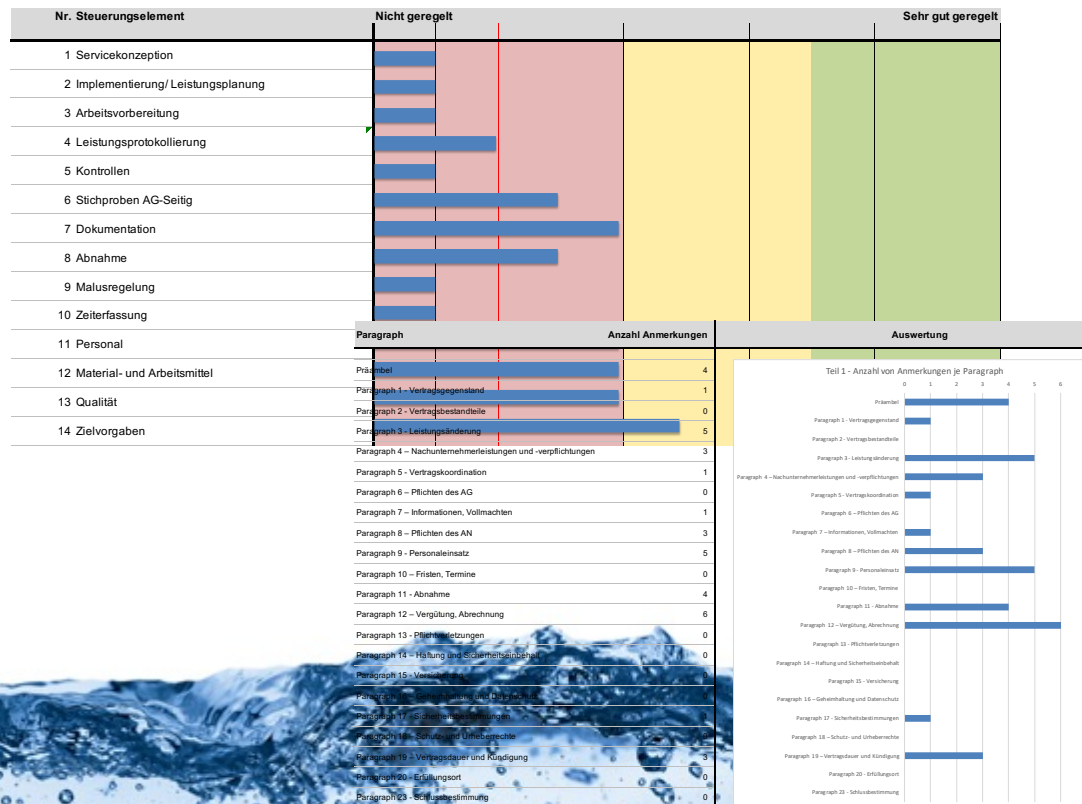 Nr. Steuerungselement Nicht geregelt Sehr gut geregelt
1 Servicekonzeption
2 Implementierung/ Leistungsplanung
3 Arbeitsvorbereitung
4 Leistungsprotokollierung
5 Kontrollen
6 Stichproben AG-Seitig
7 Dokumentation
8 Abnahme
9 Malusregelung
10 Zeiterfassung
11 Personal
12 Material- und Arbeitsmittel
13 Qualität
14 Zielvorgaben
Paragraph Anzahl Anmerkungen
Präambel 4
Paragraph 1 - Vertragsgegenstand 1
Paragraph 2 - Vertragsbestandteile 0
Paragraph 3 - Leistungsänderung 5
Paragraph 4 – Nachunternehmerleistungen und -verpflichtungen 3
Paragraph 5 - Vertragskoordination 1
Paragraph 6 – Pflichten des AG 0
Paragraph 7 – Informationen, Vollmachten 1
Paragraph 8 – Pflichten des AN 3
Paragraph 9 - Personaleinsatz 5
Paragraph 10 – Fristen, Termine 0
Paragraph 11 - Abnahme 4
Paragraph 12 – Vergütung, Abrechnung 6
Paragraph 13 - Pflichtverletzungen 0
Paragraph 14 – Haftung und Sicherheitseinbehalt 0
Paragraph 15 - Versicherung
Paragraph 16 – Geheimhaltung und Datenschutz
Paragraph 17 - Sicherheitsbestimmungen 1
Paragraph 18 – Schutz- und Urheberrechte
Paragraph 19 – Vertragsdauer und Kündigung 3
Paragraph 20 - Erfüllungsort 0
Paragraph 23 - Schlussbestimmung 0
Auswertung
Teil 1 - Anzahl von Anmerkungen je Paragraph
0 1 2 3 4 5 6
Präambel
Paragraph 1 - Vertragsgegenstand
Paragraph 2 - Vertragsbestandteile
Paragraph 3 - Leistungsänderung
Paragraph 4 – Nachunternehmerleistungen und -verpflichtungen
Paragraph 5 - Vertragskoordination
Paragraph 6 – Pflichten des AG
Paragraph 7 – Informationen, Vollmachten
Paragraph 8 – Pflichten des AN
Paragraph 9 - Personaleinsatz
Paragraph 10 – Fristen, Termine
Paragraph 11 - Abnahme
Paragraph 12 – Vergütung, Abrechnung
Paragraph 13 - Pflichtverletzungen
Paragraph 14 – Haftung und Sicherheitseinbehalt
Paragraph 15 - Versicherung
Paragraph 16 – Geheimhaltung und Datenschutz
Paragraph 17 - Sicherheitsbestimmungen
Paragraph 18 – Schutz- und Urheberrechte
Paragraph 19 – Vertragsdauer und Kündigung
Paragraph 20 - Erfüllungsort
Paragraph 23 - Schlussbestimmung